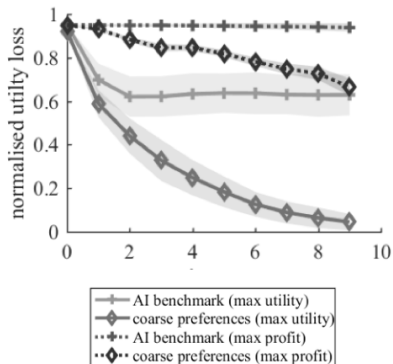 1
0.8
0.6
0.4
0.2
0
0 2 4 6 8 10
normalised utilty loss
AI benchmark (max utility)
coarse preferences (max utility)
AI benchmark (max profit)
coarse preferences (max profit)